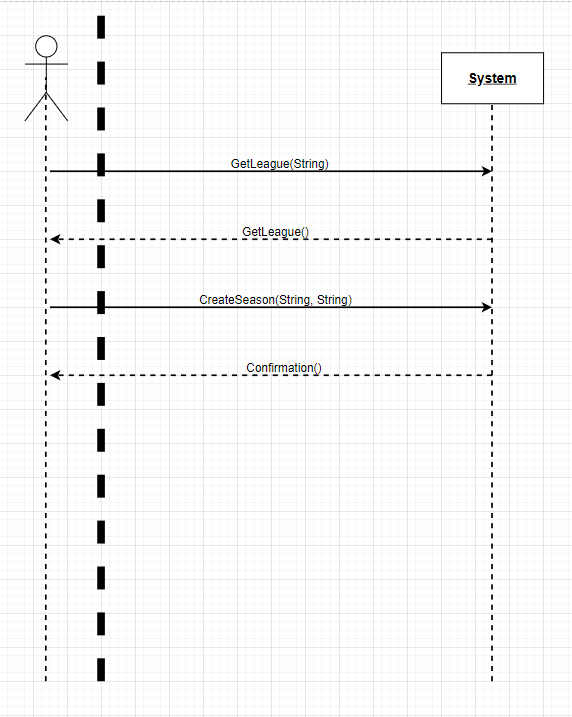 System
GetLeague(String)
GetLeague()
CreateSeason(String, String)
Confirmation()